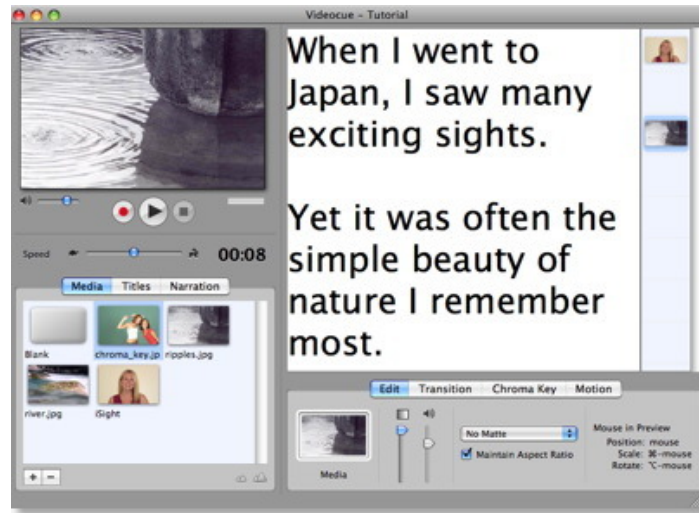 Videocue – Tutorial
When I went to
Japan, I saw many
exciting sights.
Yet it was often the
simple beauty of
nature I remember
most.
Speed
00:08
Media Titles Narration
Blank
chroma_key.jp
ripples.jpg
river.jpg
iSight
Edit Transition Chroma Key Motion
Media
No Matte
Maintain Aspect Ratio
Mouse in Preview
Position: mouse
Scale: ⌘-mouse
Rotate: ⌥-mouse